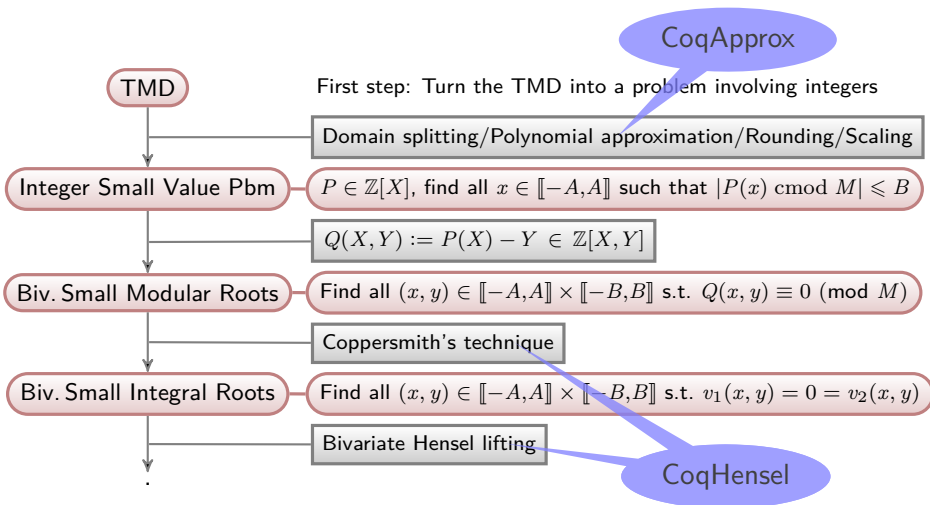 CoqApprox
TMD
First step: Turn the TMD into a problem involving integers
Domain splitting/Polynomial approximation/Rounding/Scaling
Integer Small Value Pbm
P ∈ ℤ[X], find all x ∈ ⟦−A,A⟧ such that |P(x) cmod M| ⩽ B
Q(X,Y) := P(X) − Y ∈ ℤ[X,Y]
Biv. Small Modular Roots
Find all (x, y) ∈ ⟦−A,A⟧ × ⟦−B,B⟧ s.t. Q(x, y) ≡ 0 (mod M)
Coppersmith's technique
Biv. Small Integral Roots
Find all (x, y) ∈ ⟦−A,A⟧ × ⟦−B,B⟧ s.t. v₁(x, y) = 0 = v₂(x, y)
Bivariate Hensel lifting
CoqHensel
.